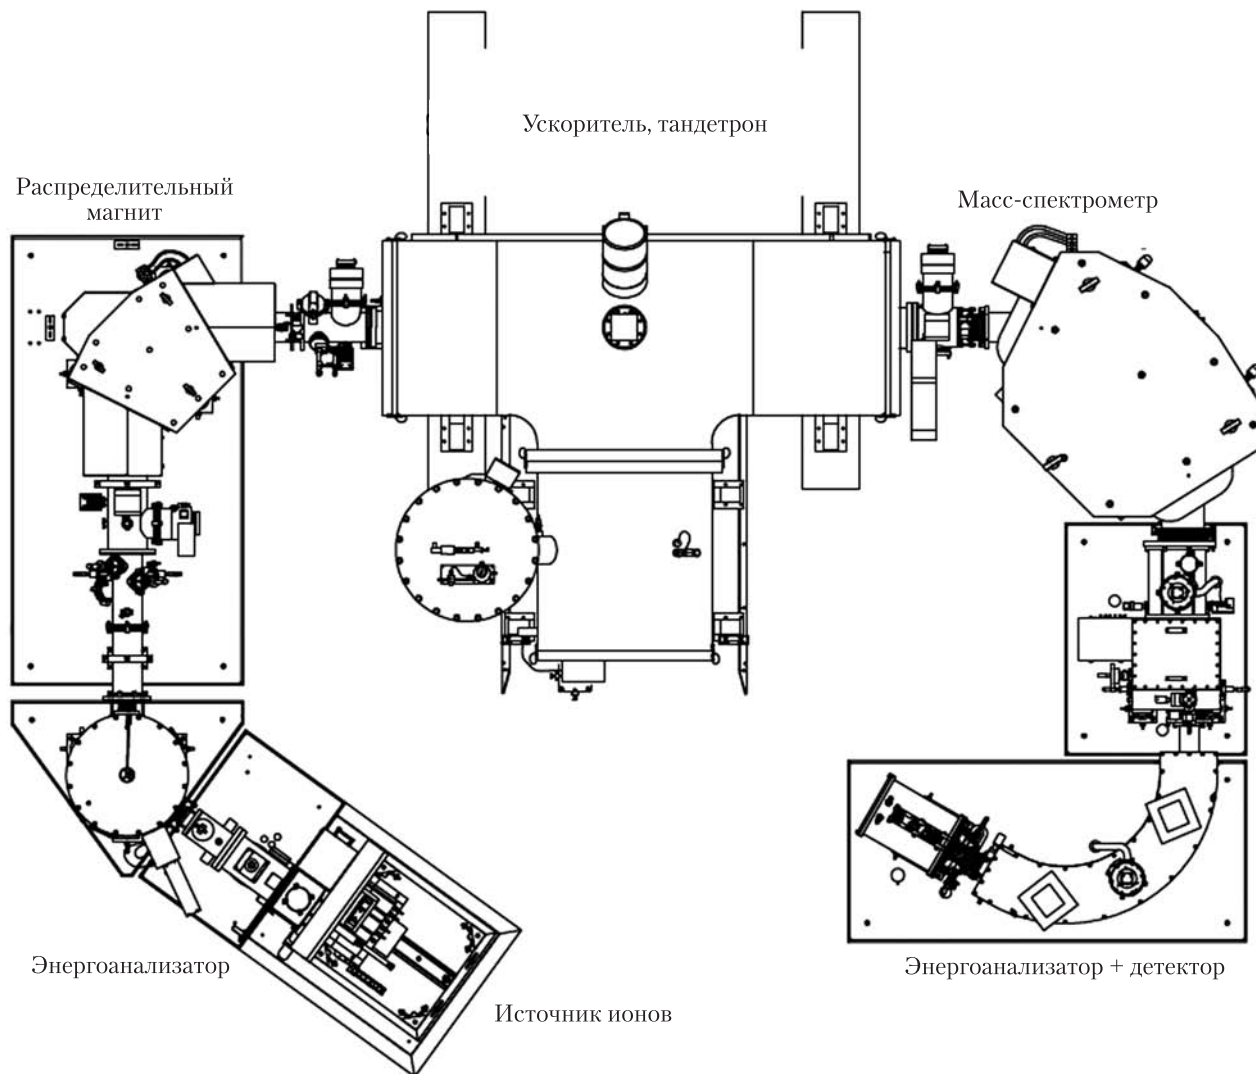 Ускоритель, тандетрон
Распределительный
магнит
Масс-спектрометр
Энергоанализатор
Энергоанализатор + детектор
Источник ионов